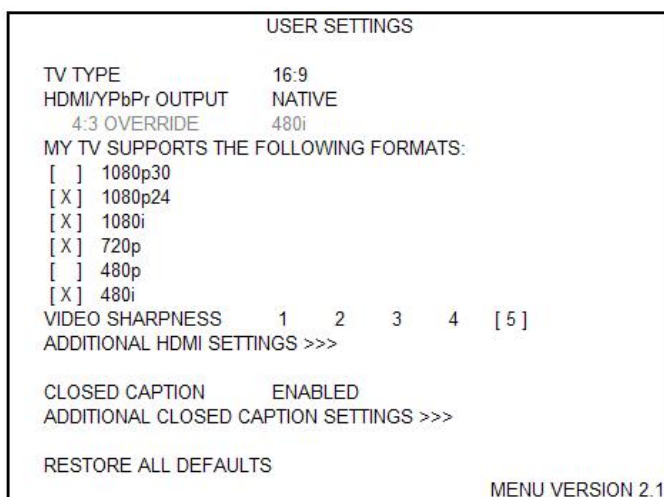 USER SETTINGS
TV TYPE 16:9
HDMI/YPbPr OUTPUT NATIVE
4:3 OVERRIDE 480i
MY TV SUPPORTS THE FOLLOWING FORMATS:
[ ] 1080p30
[ X ] 1080p24
[ X ] 1080i
[ X ] 720p
[ ] 480p
[ X ] 480i
VIDEO SHARPNESS 1 2 3 4 [ 5 ]
ADDITIONAL HDMI SETTINGS >>>
CLOSED CAPTION ENABLED
ADDITIONAL CLOSED CAPTION SETTINGS >>>
RESTORE ALL DEFAULTS
MENU VERSION 2.1